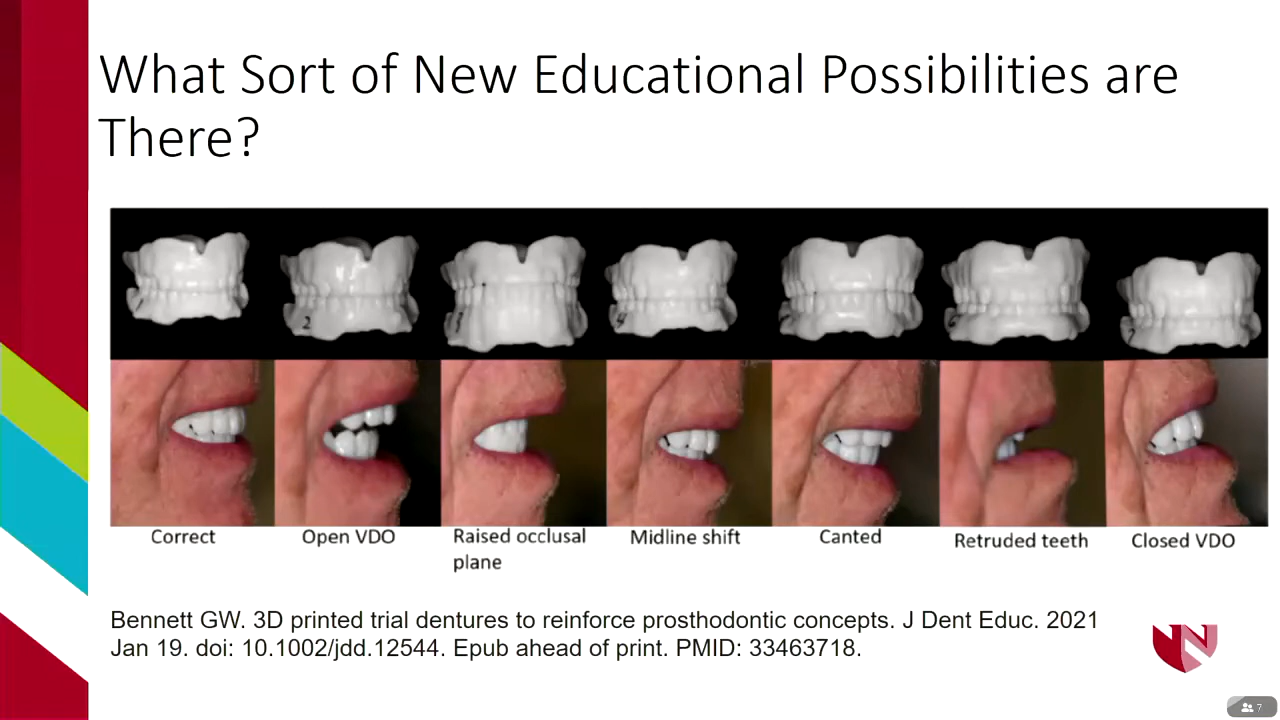 What Sort of New Educational Possibilities are
There?
2
Correct
Open VDO
Raised occlusal
plane
Midline shift
Canted
Retruded teeth
Closed VDO
Bennett GW. 3D printed trial dentures to reinforce prosthodontic concepts. J Dent Educ. 2021
Jan 19. doi: 10.1002/jdd.12544. Epub ahead of print. PMID: 33463718.
N
7